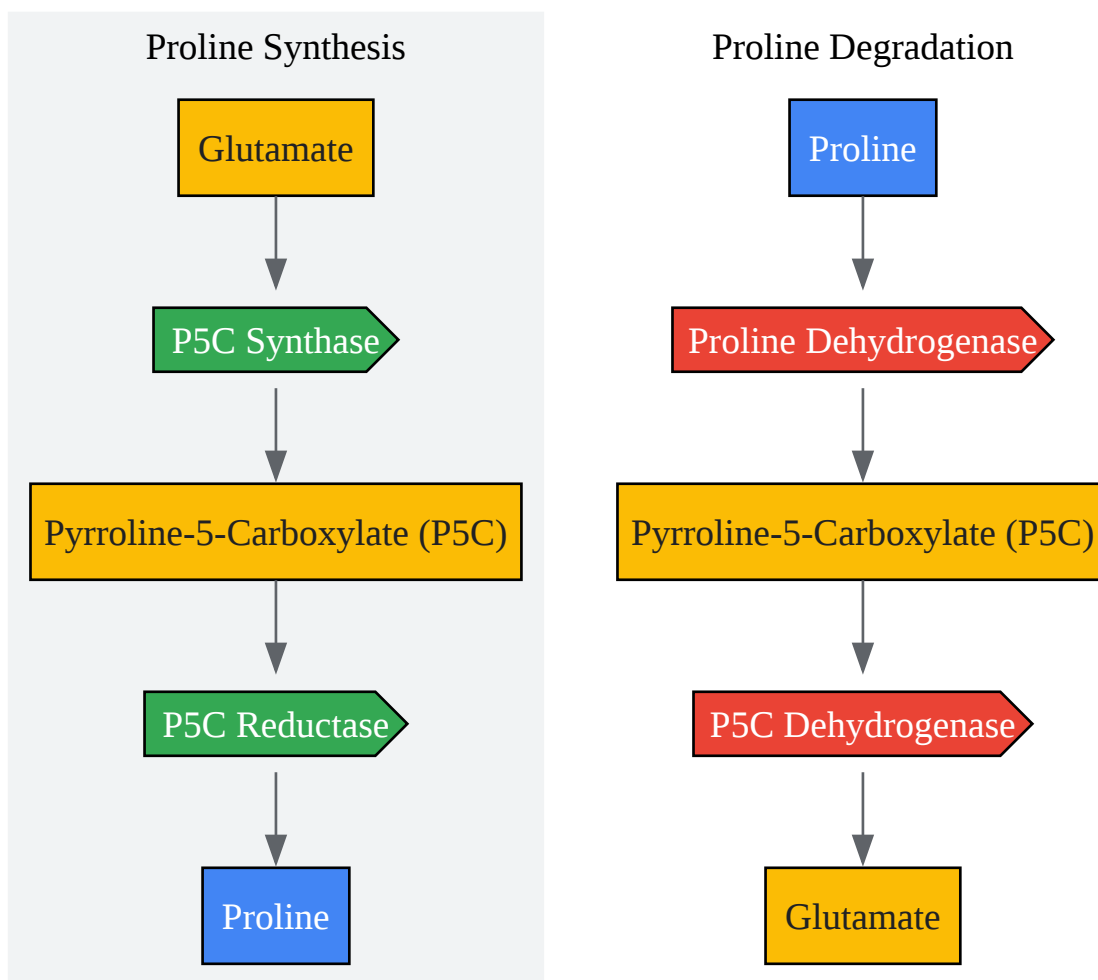 Proline Synthesis
Glutamate
P5C Synthase
Pyrroline-5-Carboxylate (P5C)
P5C Reductase
Proline
Proline Degradation
Proline
Proline Dehydrogenase
Pyrroline-5-Carboxylate (P5C)
P5C Dehydrogenase
Glutamate